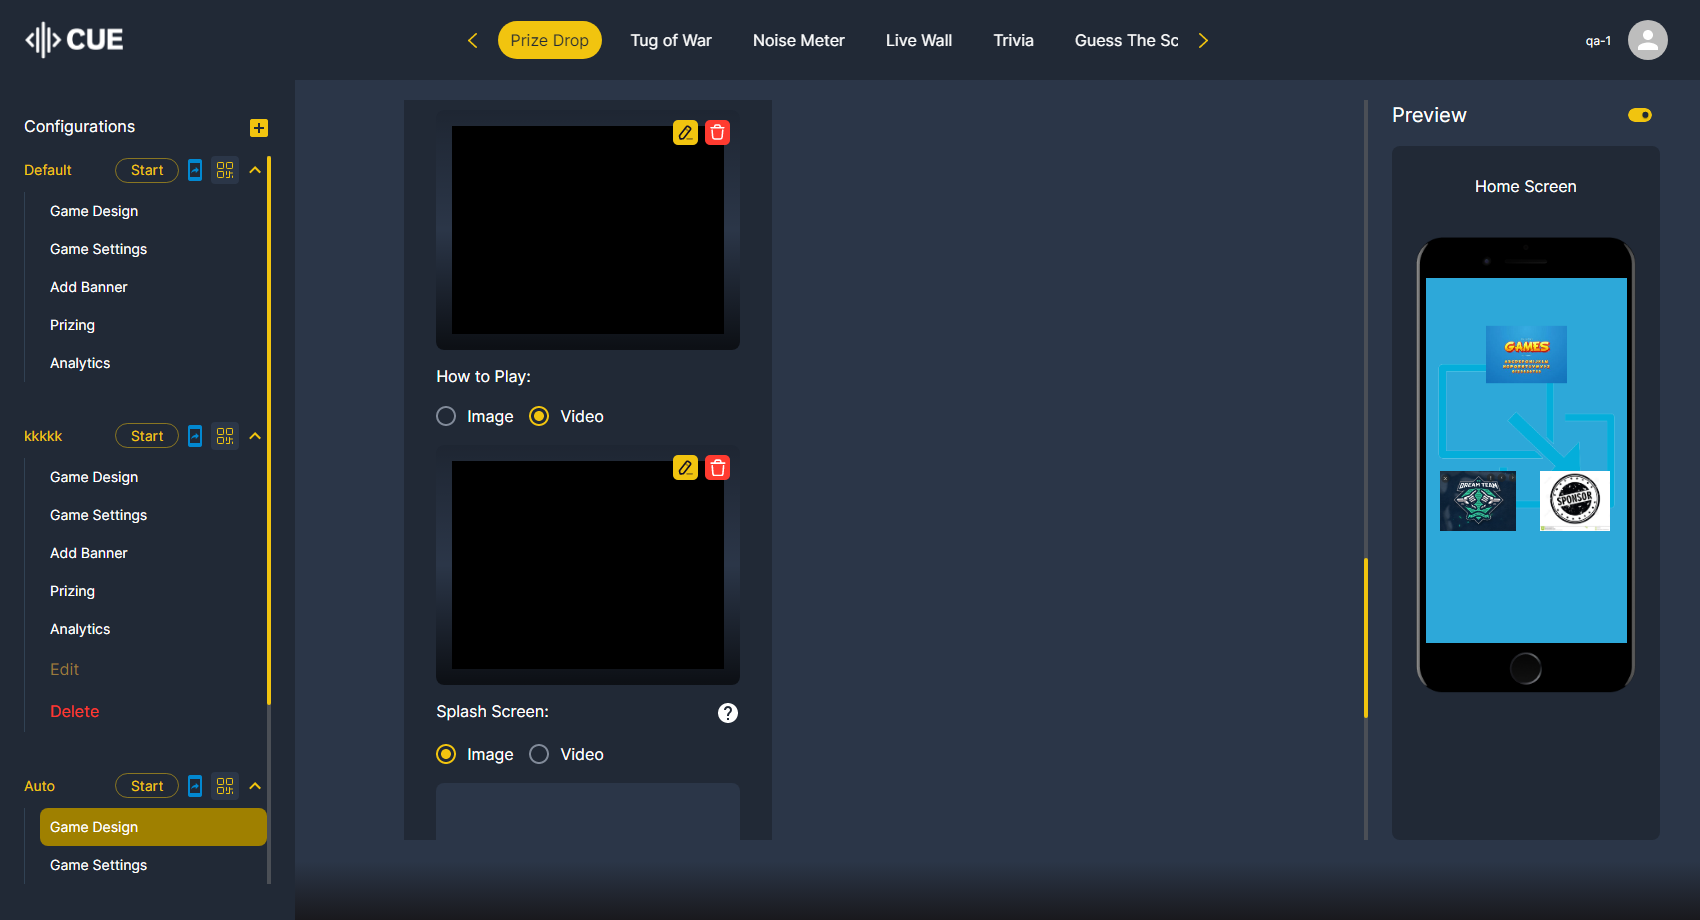 CUE
Prize Drop
Tug of War
Noise Meter
Live Wall
Trivia
Guess The Sc
qa-1
Configurations
Default
Start
Game Design
Game Settings
Add Banner
Prizing
Analytics
kkkkk
Start
Game Design
Game Settings
Add Banner
Prizing
Analytics
Edit
Delete
Auto
Start
Game Design
Game Settings
How to Play:
Image
Video
Splash Screen:
?
Image
Video
Preview
Home Screen
GAMES
DREAM TEAM
SPONSOR